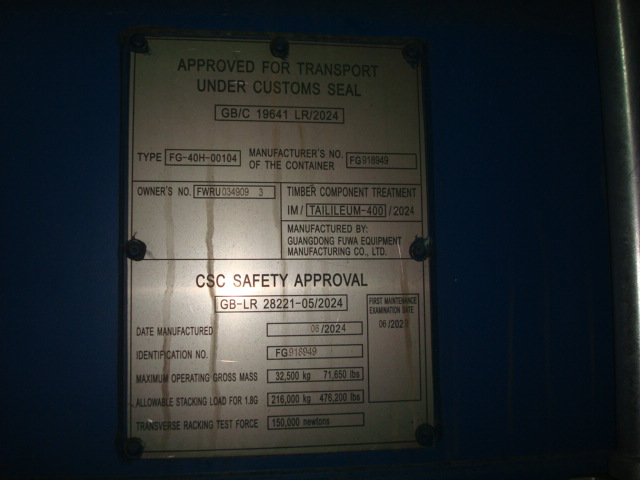 APPROVED FOR TRANSPORT
UNDER CUSTOMS SEAL
GB/C 19641 LR/2024
TYPE FG-40H-00104 MANUFACTURER'S NO. OF THE CONTAINER FG918949
OWNER'S NO. FWRU 034909 3
TIMBER COMPONENT TREATMENT
IM / TAILILEUM-400 / 2024
MANUFACTURED BY:
GUANGDONG FUWA EQUIPMENT
MANUFACTURING CO., LTD.
CSC SAFETY APPROVAL
GB-LR 28221-05/2024
FIRST MAINTENANCE
EXAMINATION DATE
06/2029
DATE MANUFACTURED 06/2024
IDENTIFICATION NO. FG918949
MAXIMUM OPERATING GROSS MASS 32,500 kg 71,650 lbs
ALLOWABLE STACKING LOAD FOR 1.8G 216,000 kg 476,200 lbs
TRANSVERSE RACKING TEST FORCE 150,000 newtons